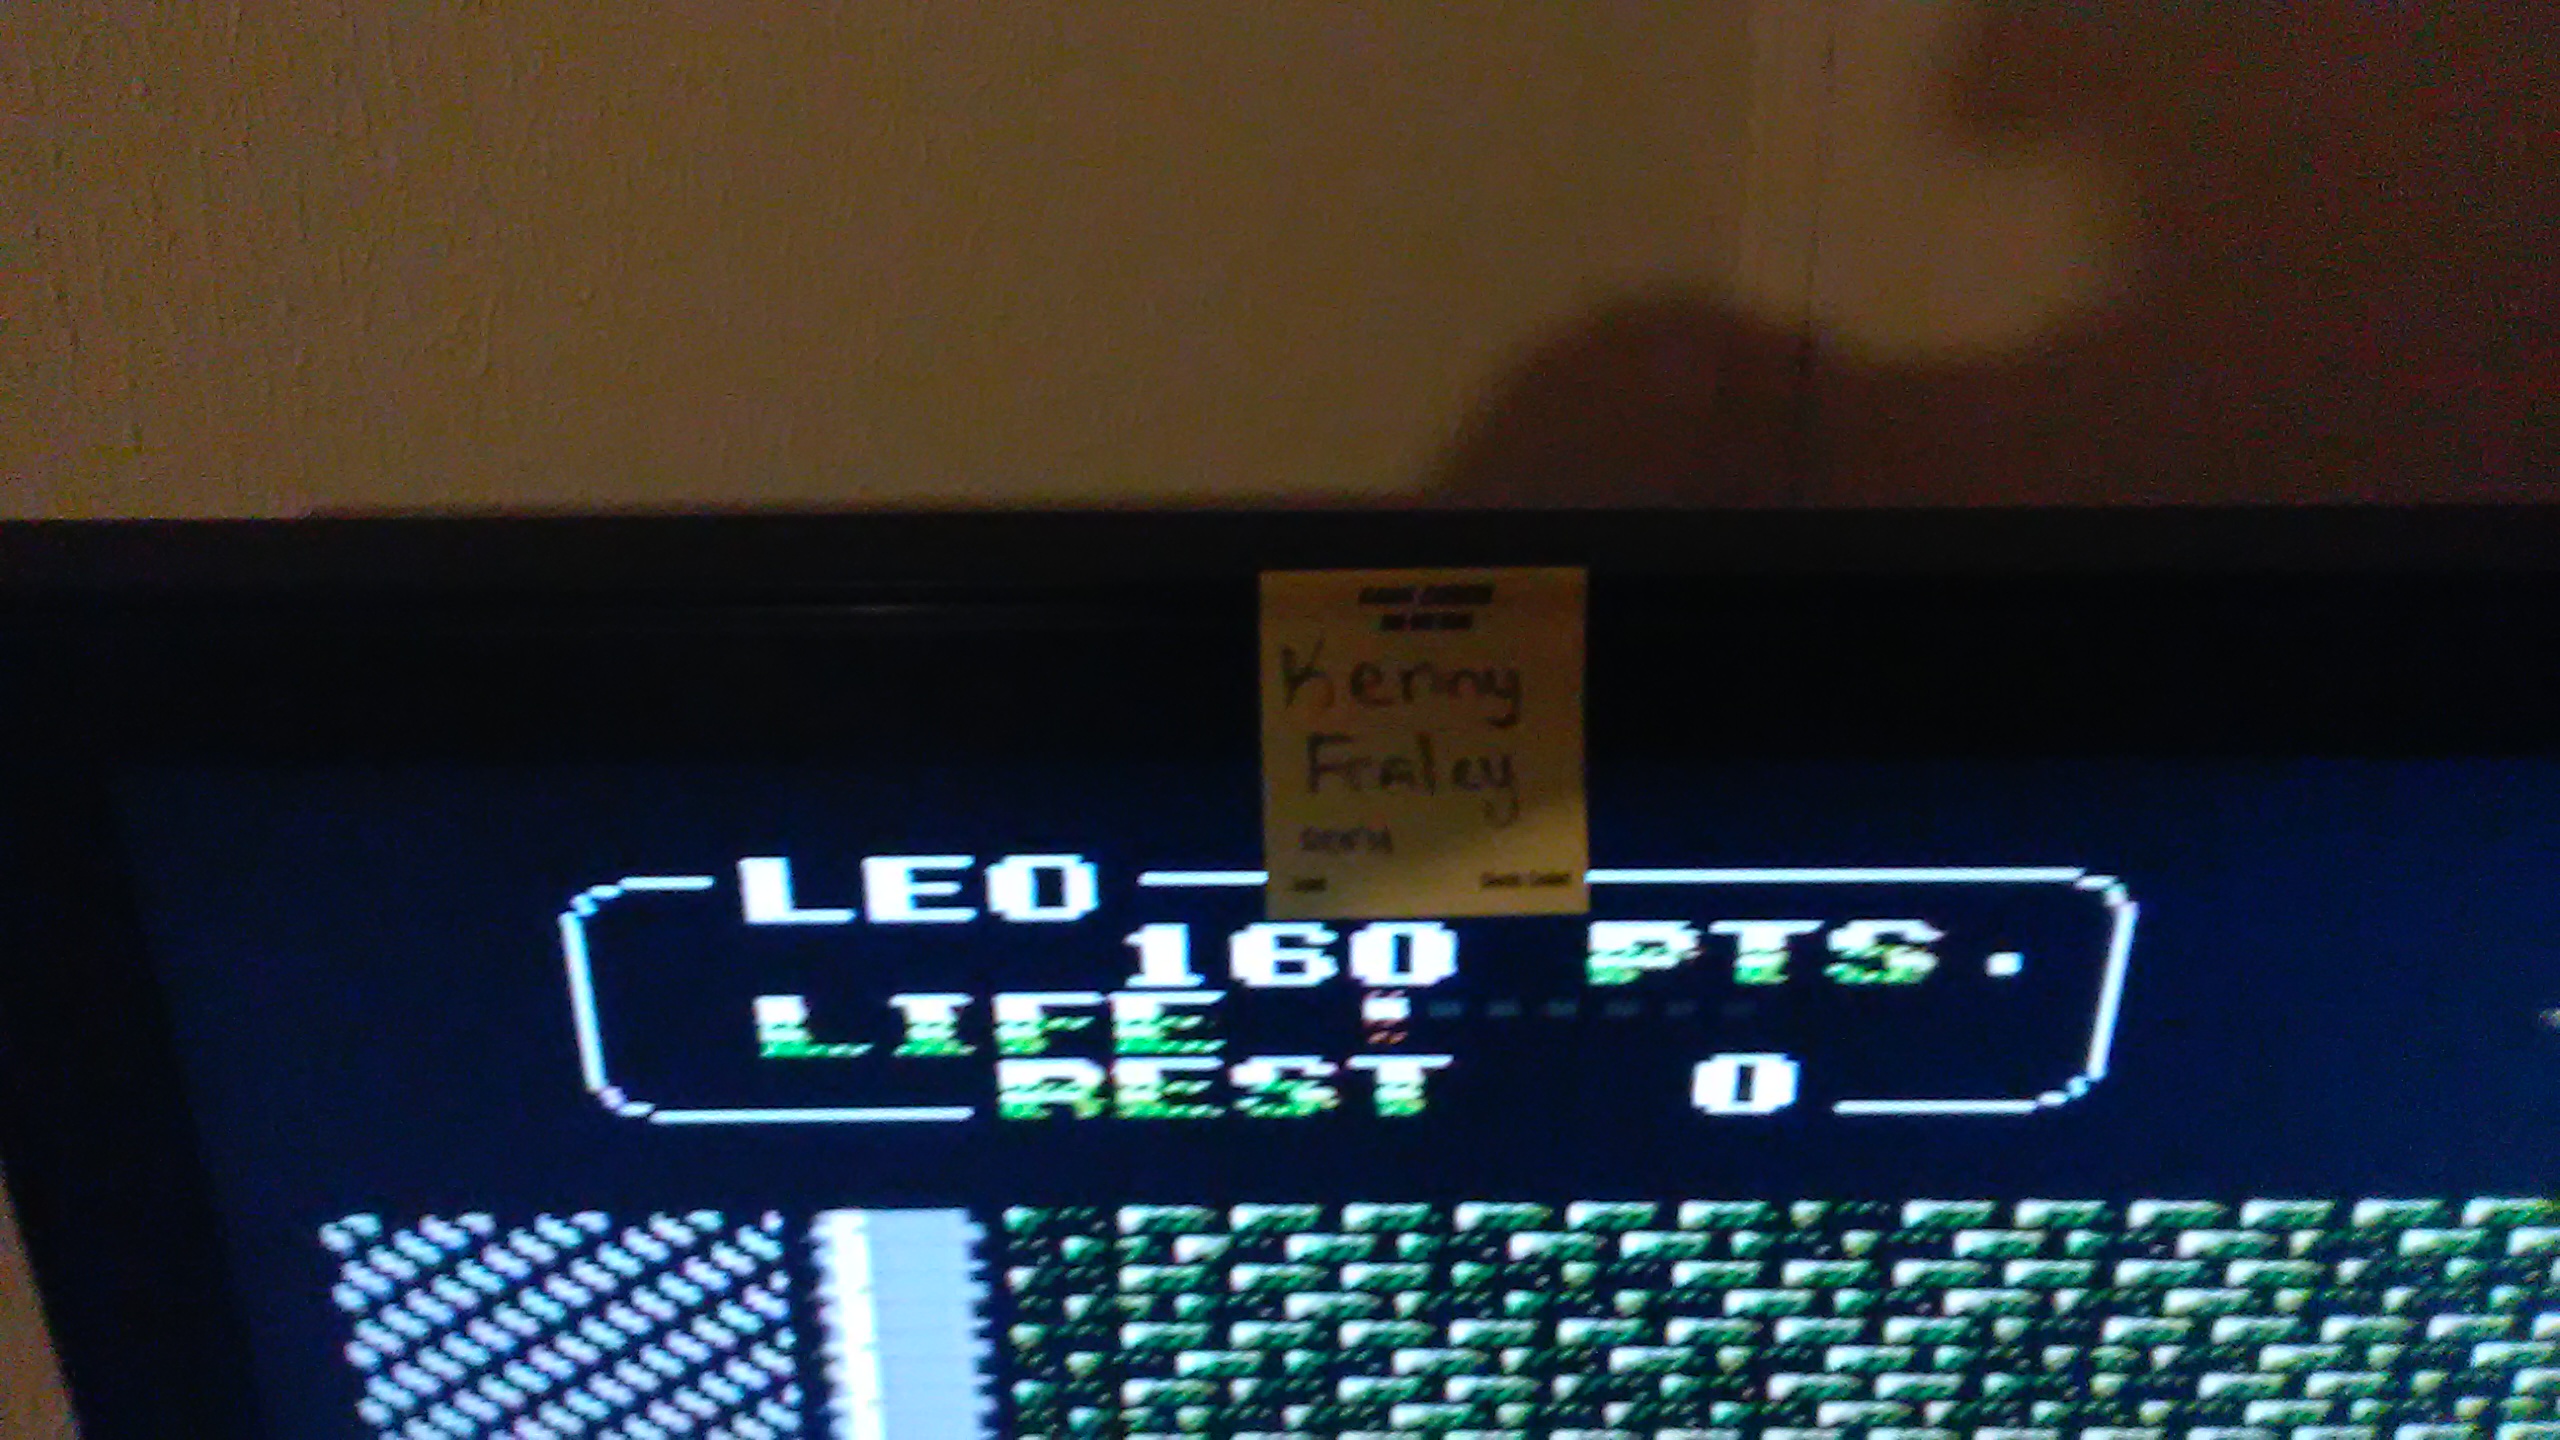 Kenny
Fraley
LEO
160 PTS.
LIFE
REST 0